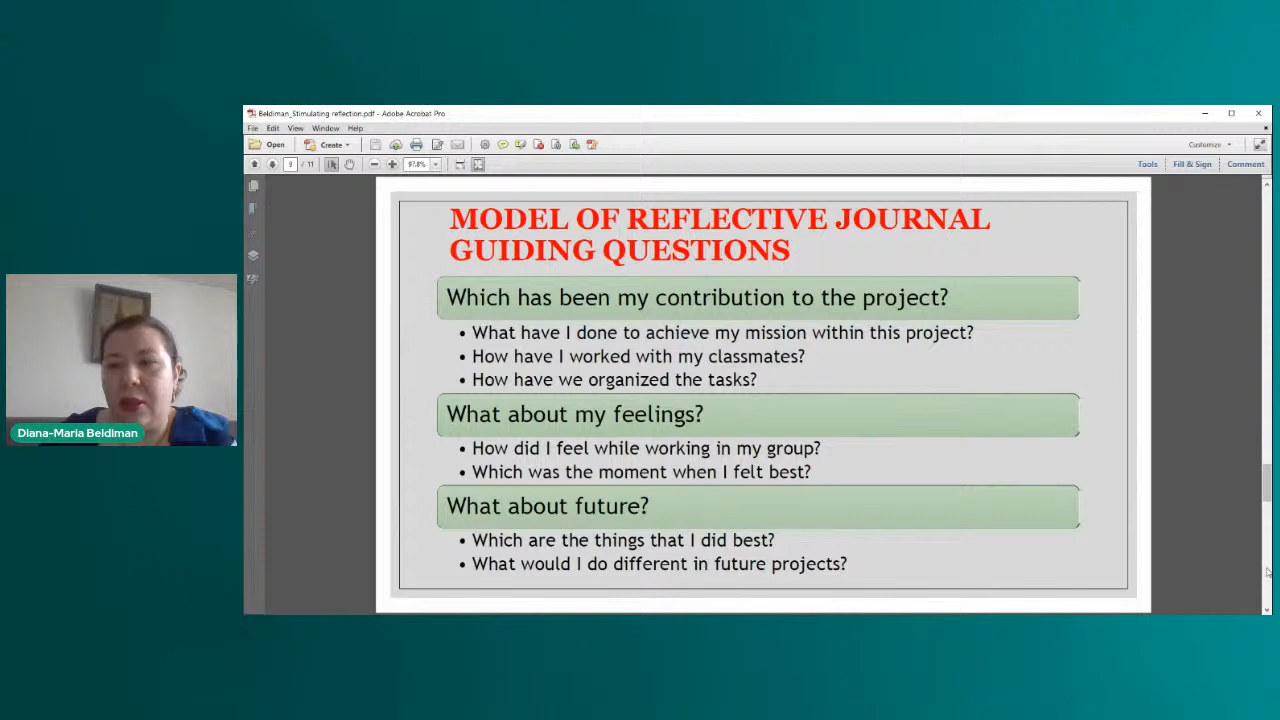 Beldiman_Stimulating reflection.pdf - Adobe Acrobat Pro
File Edit View Window Help
Open Create Customize
9 / 11 97.8% Tools Fill & Sign Comment
MODEL OF REFLECTIVE JOURNAL
GUIDING QUESTIONS
Which has been my contribution to the project?
• What have I done to achieve my mission within this project?
• How have I worked with my classmates?
• How have we organized the tasks?
What about my feelings?
• How did I feel while working in my group?
• Which was the moment when I felt best?
What about future?
• Which are the things that I did best?
• What would I do different in future projects?
Diana-Maria Beldiman